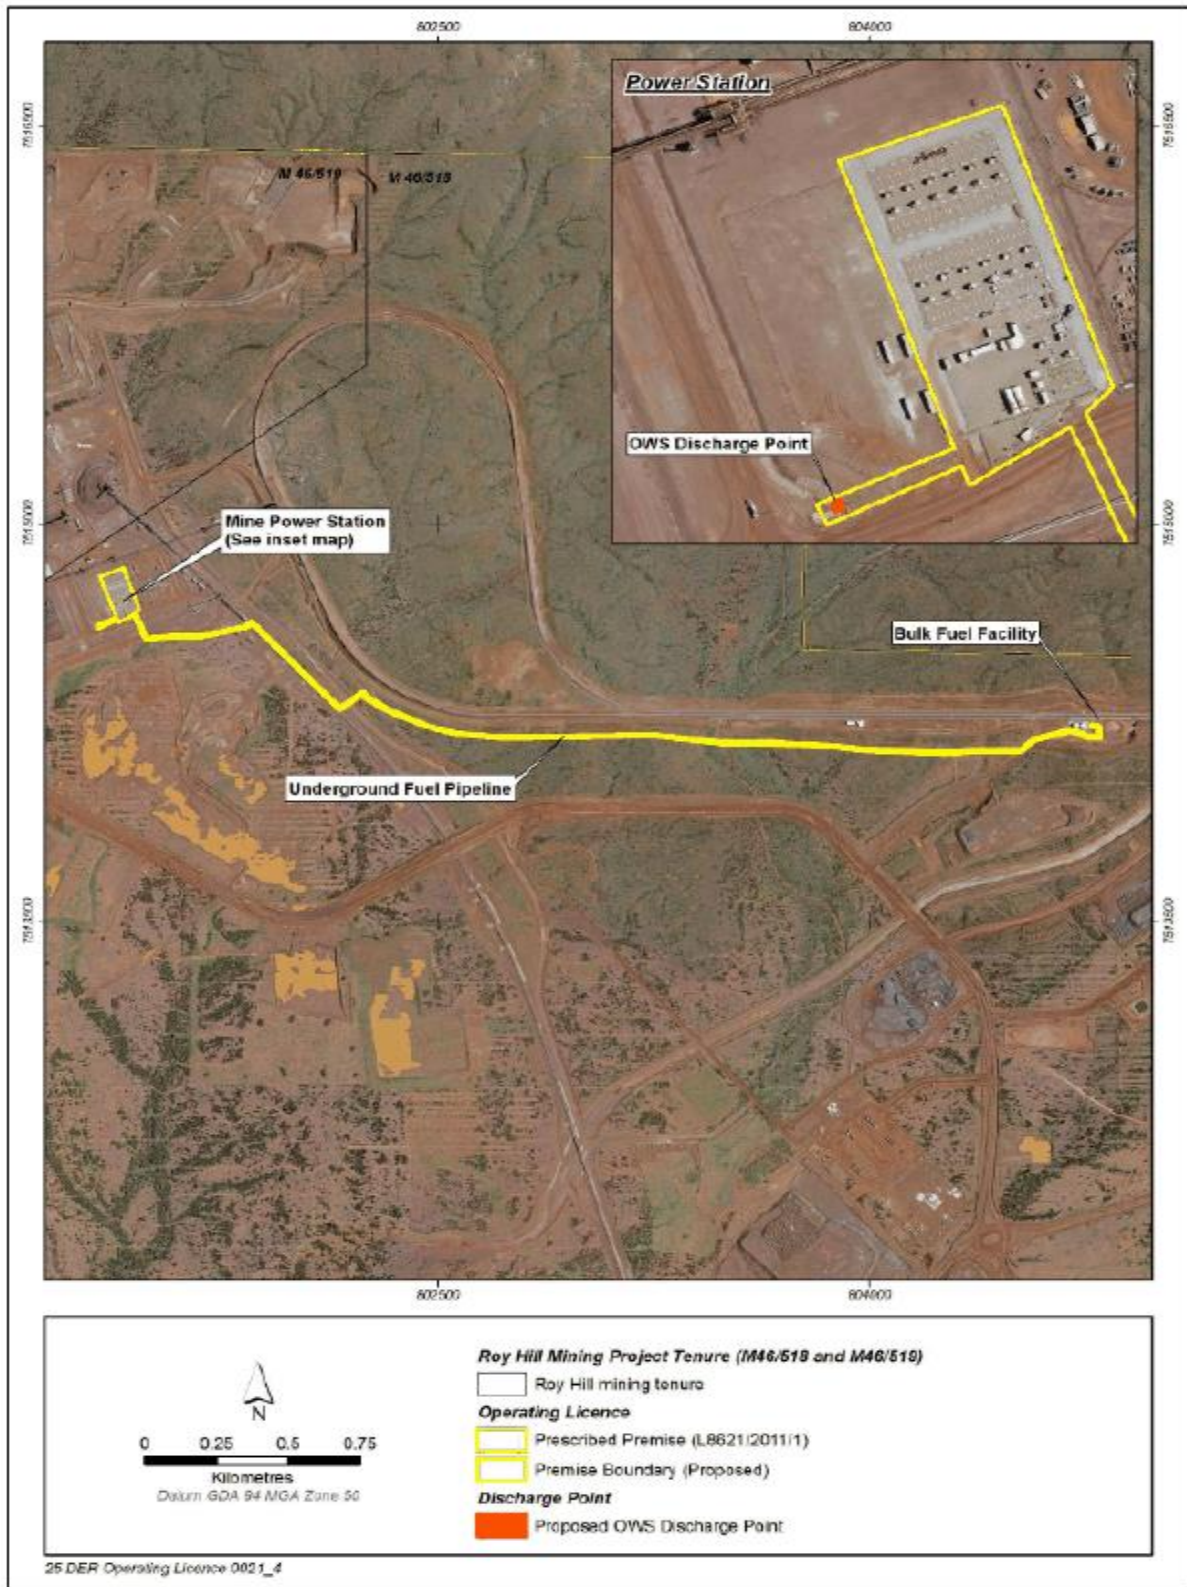 802500
804000
Power Station
7516500
7516500
M 46/519
M 46/518
OWS Discharge Point
Mine Power Station
(See inset map)
7515000
7515000
Bulk Fuel Facility
Underground Fuel Pipeline
7513500
7513500
802500
804000
Roy Hill Mining Project Tenure (M46/518 and M46/519)
Roy Hill mining tenure
Operating Licence
Prescribed Premise (L8621/2011/1)
Premise Boundary (Proposed)
Discharge Point
Proposed OWS Discharge Point
N
0 0.25 0.5 0.75
Kilometres
Datum GDA 94 MGA Zone 50
25 DER Operating Licence 0021_4